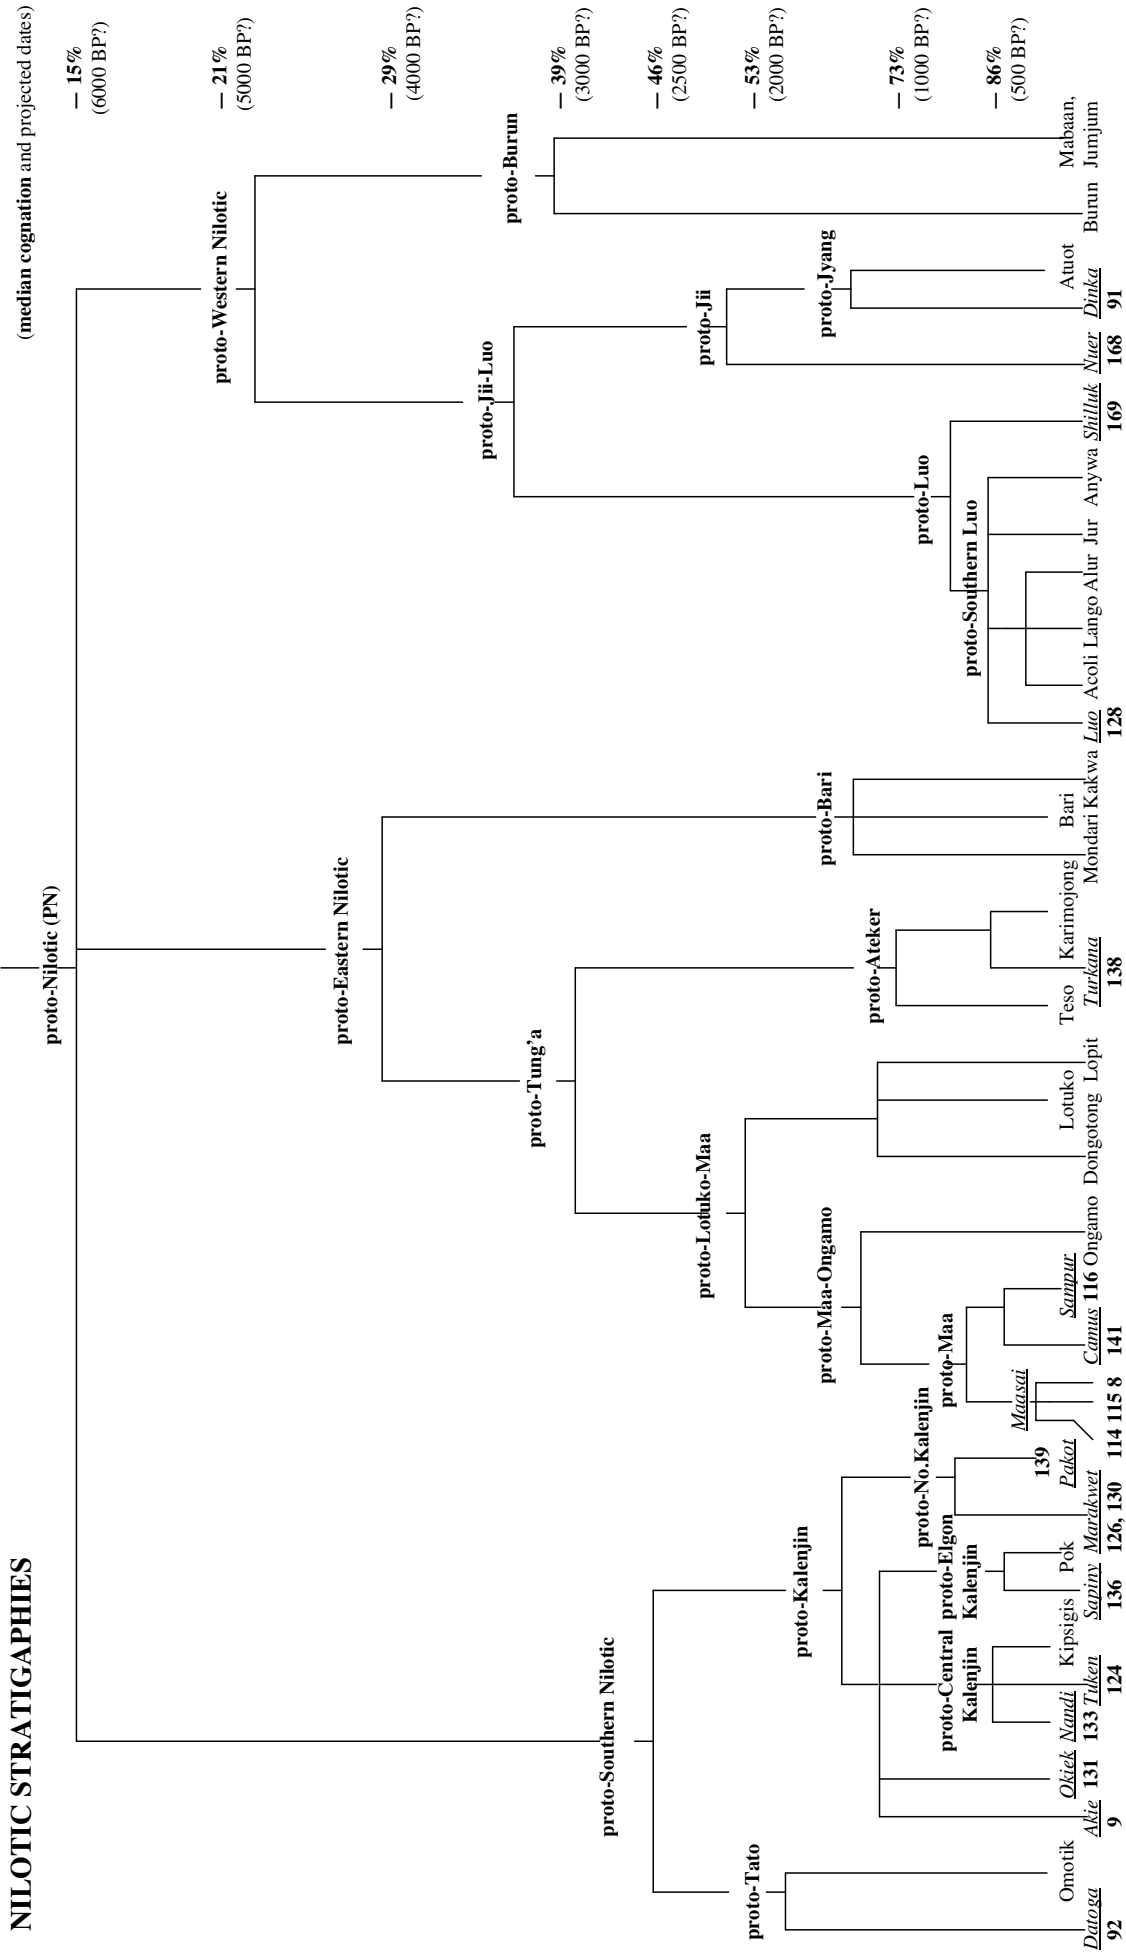 NILOTIC STRATIGAPHIES
(median cognation and projected dates)
proto-Nilotic (PN)
– 15%
(6000 BP?)
proto-Western Nilotic
– 21%
(5000 BP?)
proto-Eastern Nilotic
– 29%
(4000 BP?)
proto-Jii-Luo
proto-Burun
proto-Tung’a
– 39%
(3000 BP?)
proto-Southern Nilotic
– 46%
(2500 BP?)
proto-Lotuko-Maa
proto-Jii
proto-Tato
– 53%
(2000 BP?)
proto-Kalenjin
proto-Maa-Ongamo
proto-Bari
proto-Jyang
proto-Ateker
proto-Luo
– 73%
(1000 BP?)
proto-No.Kalenjin
proto-Central
Kalenjin
proto-Elgon
Kalenjin
proto-Maa
proto-Southern Luo
– 86%
(500 BP?)
Maasai
139
Omotik Okiek Nandi Kipsigis Pok Pakot Sampur Lotuko Teso Karimojong Bari Atuot Mabaan,
Datoga Akie 131 133 Tuken Sapiny Marakwet Camus 116 Ongamo Dongotong Lopit Turkana Mondari Kakwa Luo Acoli Lango Alur Jur Anywa Shilluk Nuer Dinka Burun Jumjum
92 9 124 136 126, 130 114 115 8 141 138 128 169 168 91